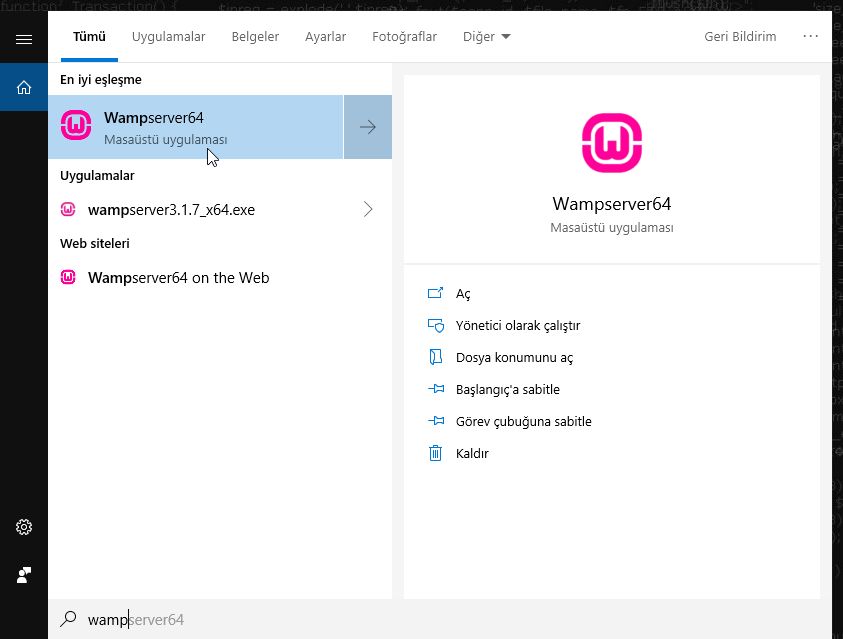 Tümü Uygulamalar Belgeler Ayarlar Fotoğraflar Diğer Geri Bildirim ...
En iyi eşleşme
Wampserver64
Masaüstü uygulaması
Uygulamalar
wampserver3.1.7_x64.exe
Web siteleri
Wampserver64 on the Web
Wampserver64
Masaüstü uygulaması
Aç
Yönetici olarak çalıştır
Dosya konumunu aç
Başlangıç'a sabitle
Görev çubuğuna sabitle
Kaldır
wampserver64